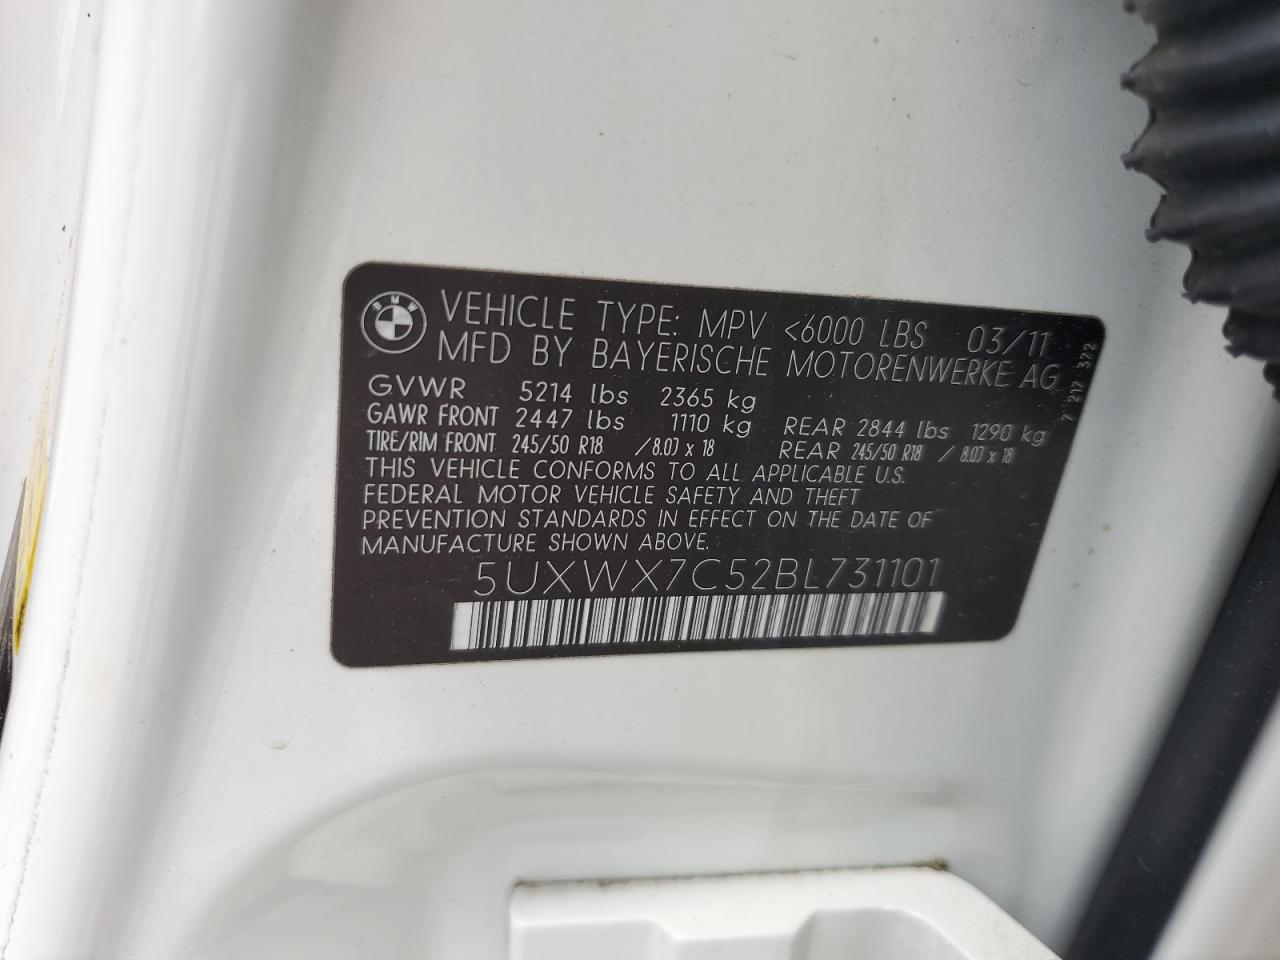 BMW
VEHICLE TYPE: MPV <6000 LBS 03/11
MFD BY BAYERISCHE MOTORENWERKE AG
GVWR 5214 lbs 2365 kg
GAWR FRONT 2447 lbs 1110 kg REAR 2844 lbs 1290 kg
TIRE/RIM FRONT 245/50 R18 / 8.0J x 18 REAR 245/50 R18 / 8.0J x 18
7 217 372
THIS VEHICLE CONFORMS TO ALL APPLICABLE U.S.
FEDERAL MOTOR VEHICLE SAFETY AND THEFT
PREVENTION STANDARDS IN EFFECT ON THE DATE OF
MANUFACTURE SHOWN ABOVE.
5UXWX7C52BL731101